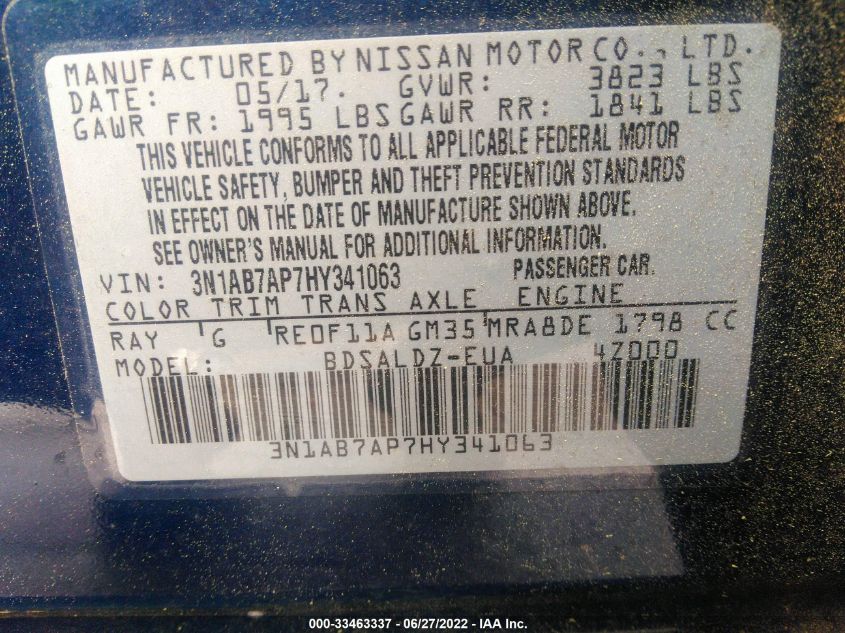 MANUFACTURED BY NISSAN MOTOR CO., LTD.
DATE: 05/17. GVWR: 3823 LBS
GAWR FR: 1995 LBS GAWR RR: 1841 LBS
THIS VEHICLE CONFORMS TO ALL APPLICABLE FEDERAL MOTOR
VEHICLE SAFETY, BUMPER AND THEFT PREVENTION STANDARDS
IN EFFECT ON THE DATE OF MANUFACTURE SHOWN ABOVE.
SEE OWNER'S MANUAL FOR ADDITIONAL INFORMATION.
VIN: 3N1AB7AP7HY341063 PASSENGER CAR.
COLOR TRIM TRANS AXLE ENGINE
RAY G RE0F11A GM35 MRA8DE 1798 CC
MODEL: BDSALDZ-EUA 4Z000
3N1AB7AP7HY341063
000-33463337 - 06/27/2022 - IAA Inc.